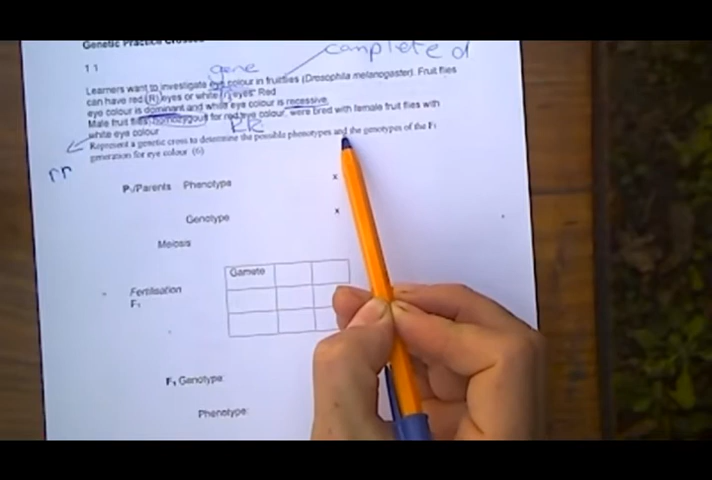 Genetic Practice Crosses
complete d
1 1
gene
Learners want to investigate eye colour in fruitflies (Drosophila melanogaster). Fruit flies
can have red (R) eyes or white (r) eyes. Red
eye colour is dominant and white eye colour is recessive.
Male fruit flies, homozygous for red eye colour, were bred with female fruit flies with
RR
white eye colour
Represent a genetic cross to determine the possible phenotypes and the genotypes of the F1
generation for eye colour (6)
rr
P1/Parents Phenotype x
Genotype x
Meiosis
Gamete
Fertilisation
F1
F1 Genotype:
Phenotype: